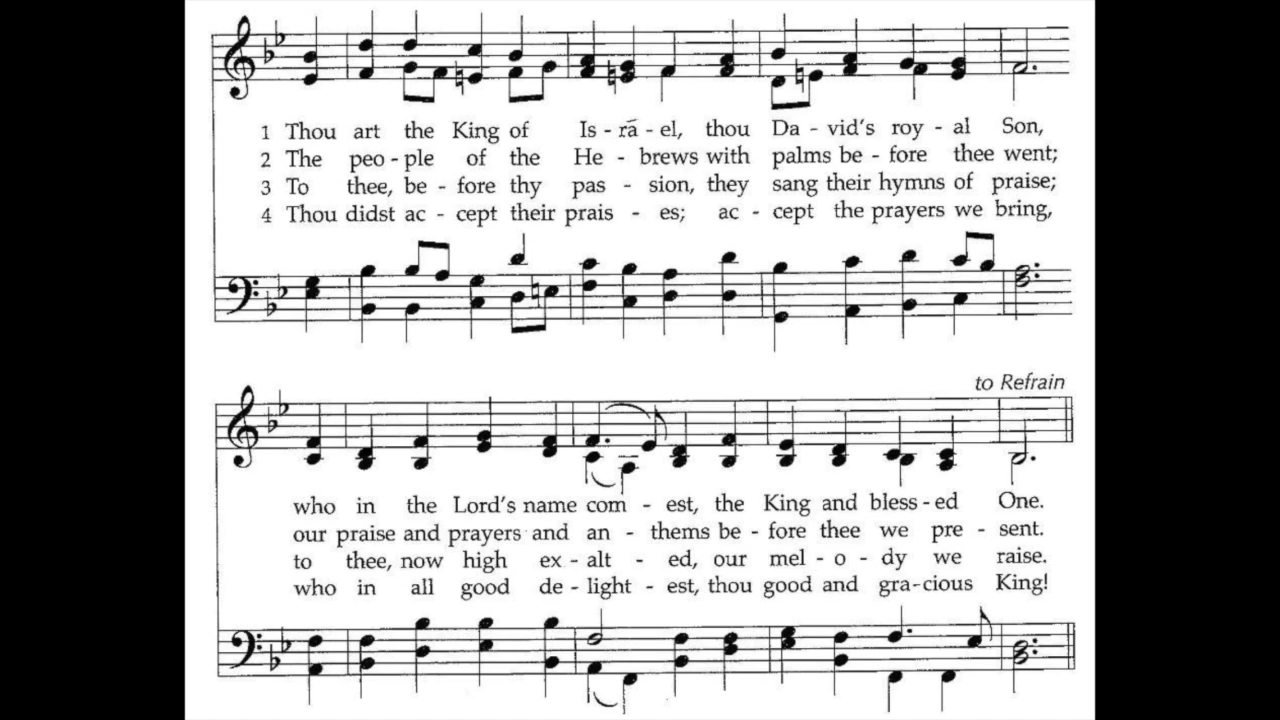 1 Thou art the King of Is - rā - el, thou Da - vid's roy - al Son,
2 The peo - ple of the He - brews with palms be - fore thee went;
3 To thee, be - fore thy pas - sion, they sang their hymns of praise;
4 Thou didst ac - cept their prais - es; ac - cept the prayers we bring,
to Refrain
who in the Lord's name com - est, the King and bless - ed One.
our praise and prayers and an - thems be - fore thee we pre - sent.
to thee, now high ex - alt - ed, our mel - o - dy we raise.
who in all good de - light - est, thou good and gra - cious King!